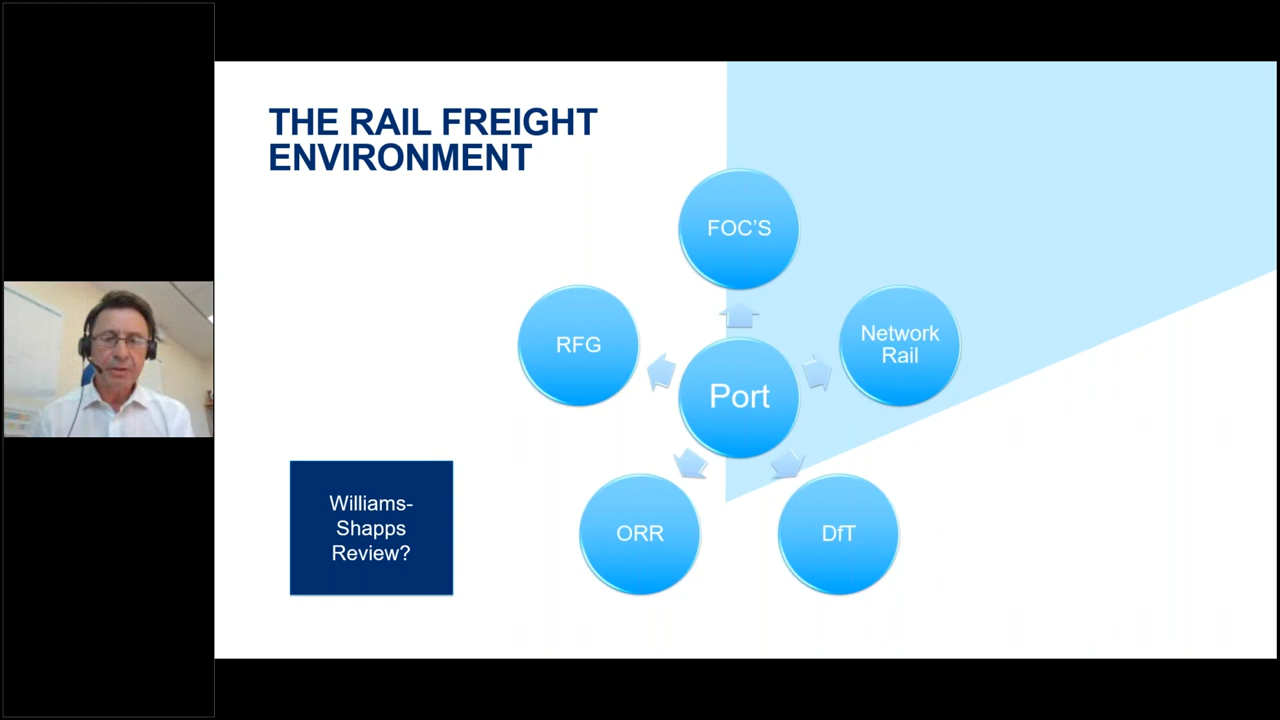 THE RAIL FREIGHT
ENVIRONMENT
FOC'S
RFG
Network
Rail
Port
ORR
DfT
Williams-
Shapps
Review?